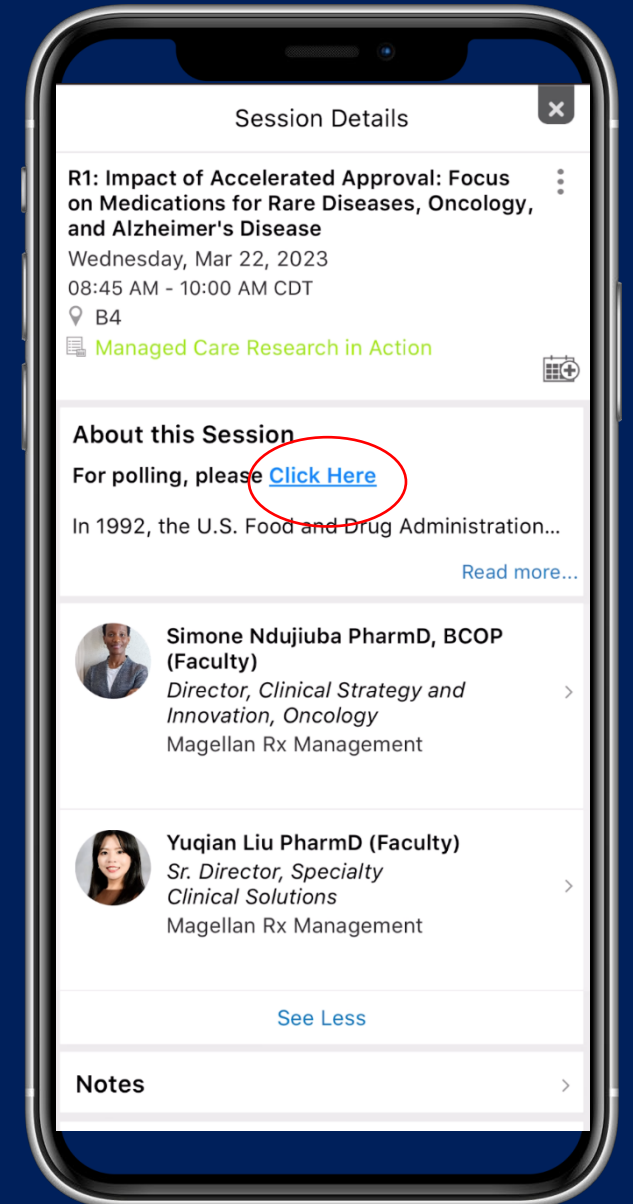 Session Details
R1: Impact of Accelerated Approval: Focus
on Medications for Rare Diseases, Oncology,
and Alzheimer's Disease
Wednesday, Mar 22, 2023
08:45 AM - 10:00 AM CDT
B4
Managed Care Research in Action
About this Session
For polling, please Click Here
In 1992, the U.S. Food and Drug Administration...
Read more...
Simone Ndujiuba PharmD, BCOP
(Faculty)
Director, Clinical Strategy and
Innovation, Oncology
Magellan Rx Management
Yuqian Liu PharmD (Faculty)
Sr. Director, Specialty
Clinical Solutions
Magellan Rx Management
See Less
Notes